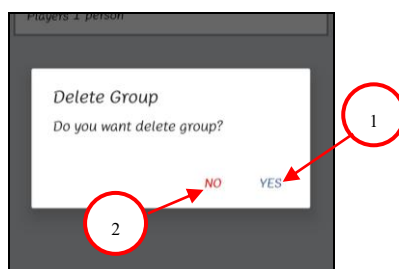 Players 1 person
Delete Group
Do you want delete group?
NO YES
1
2